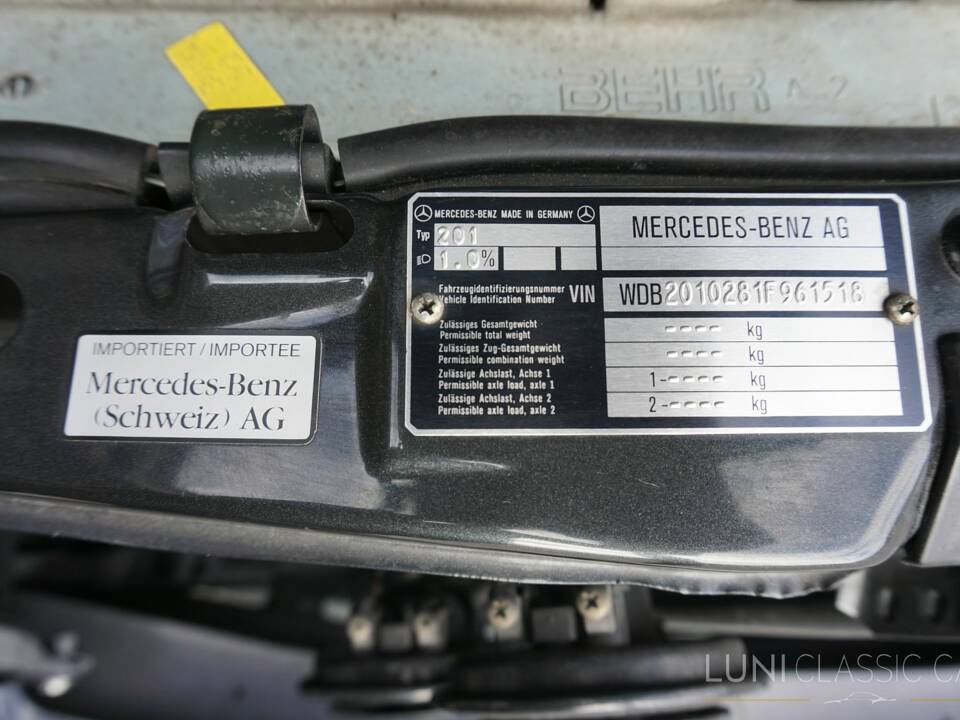 BEHR
MERCEDES-BENZ MADE IN GERMANY
MERCEDES-BENZ AG
Typ 201
1.0%
Fahrzeugidentifizierungsnummer
Vehicle Identification Number
VIN
WDB2010281F961518
Zulässiges Gesamtgewicht
Permissible total weight
---- kg
Zulässiges Zug-Gesamtgewicht
Permissible combination weight
---- kg
Zulässige Achslast, Achse 1
Permissible axle load, axle 1
1---- kg
Zulässige Achslast, Achse 2
Permissible axle load, axle 2
2---- kg
IMPORTIERT/IMPORTEE
Mercedes-Benz
(Schweiz) AG
LUNI CLASSIC CA